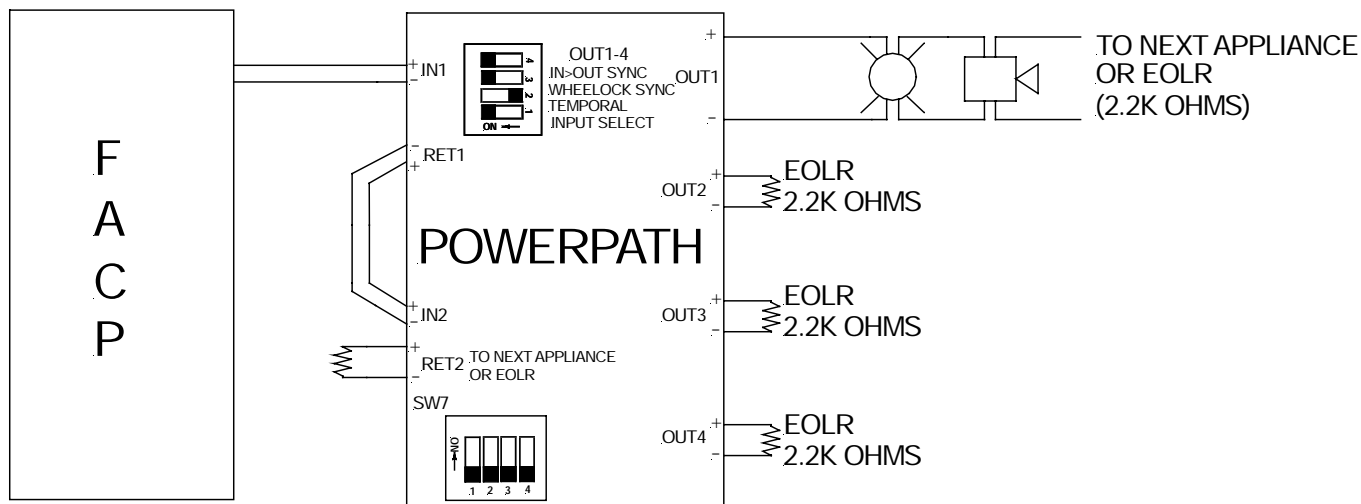 F
A
C
P
+
-
IN1
4
3
2
1
ON
OUT1-4
IN>OUT SYNC
WHEELOCK SYNC
TEMPORAL
INPUT SELECT
-
+
RET1
POWERPATH
+
-
IN2
+
-
RET2
TO NEXT APPLIANCE
OR EOLR
SW7
ON
1 2 3 4
+
OUT1
-
TO NEXT APPLIANCE
OR EOLR
(2.2K OHMS)
+
OUT2
-
EOLR
2.2K OHMS
+
OUT3
-
EOLR
2.2K OHMS
+
OUT4
-
EOLR
2.2K OHMS